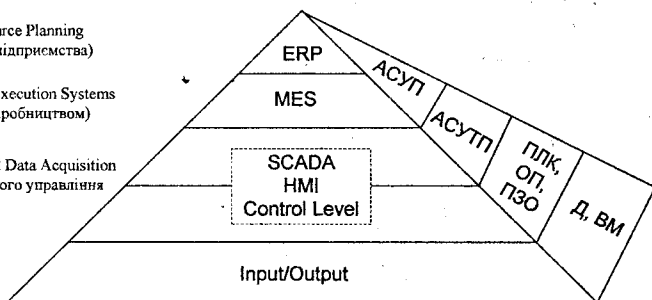 rce Planning
ідприємства)
xecution Systems
робництвом)
Data Acquisition
ого управління
ERP
MES
SCADA
HMI
Control Level
Input/Output
АСУП
АСУТП
ПЛК,
ОП,
ПЗО
Д, ВМ